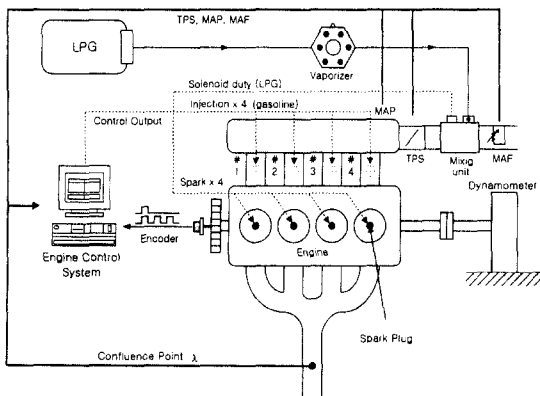 TPS, MAP, MAF
LPG
Vaporizer
Solenoid duty (LPG)
Injection x 4 (gasoline)
MAP
Control Output
TPS
Mixig
unit
MAF
# # # #
1 2 3 4
Spark x 4
Dynamometer
Encoder
Engine
Engine Control
System
Spark Plug
Confluence Point λ